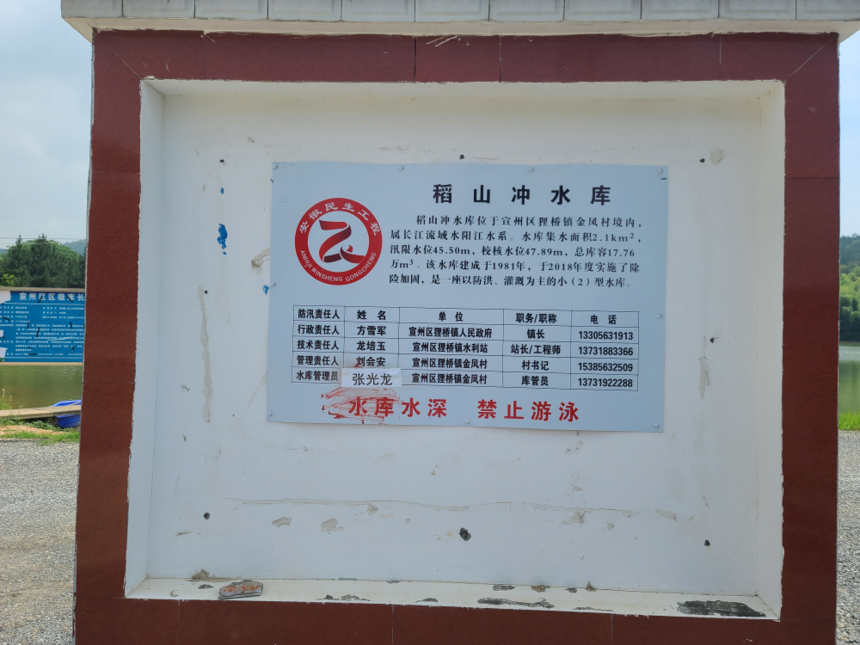 稻山冲水库
安徽民生工程
ANHUI MINSHENG GONGCHENG
稻山冲水库位于宣州区狸桥镇金凤村境内，
属长江流域水阳江水系。水库集水面积2.1km²，
汛限水位45.50m，校核水位47.89m，总库容17.76
万m³。该水库建成于1981年，于2018年度实施了除
险加固，是一座以防洪、灌溉为主的小（2）型水库。
防汛责任人 姓 名 单 位 职务/职称 电 话
行政责任人 方雪军 宣州区狸桥镇人民政府 镇长 13305631913
技术责任人 龙培玉 宣州区狸桥镇水利站 站长/工程师 13731883366
管理责任人 刘会安 宣州区狸桥镇金凤村 村书记 15385632509
水库管理员 张光龙 宣州区狸桥镇金凤村 库管员 13731922288
水库水深 禁止游泳